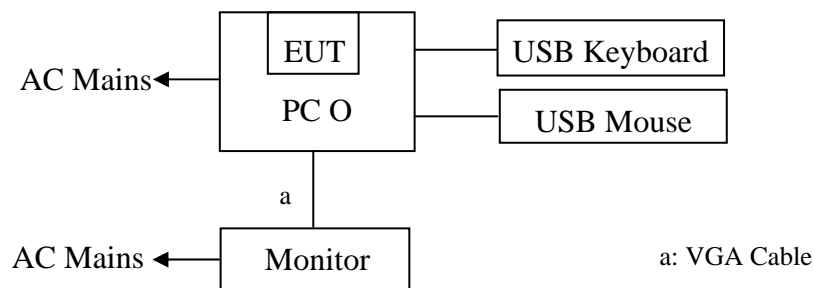 EUT
USB Keyboard
AC Mains
PC O
USB Mouse
a
AC Mains
Monitor
a: VGA Cable